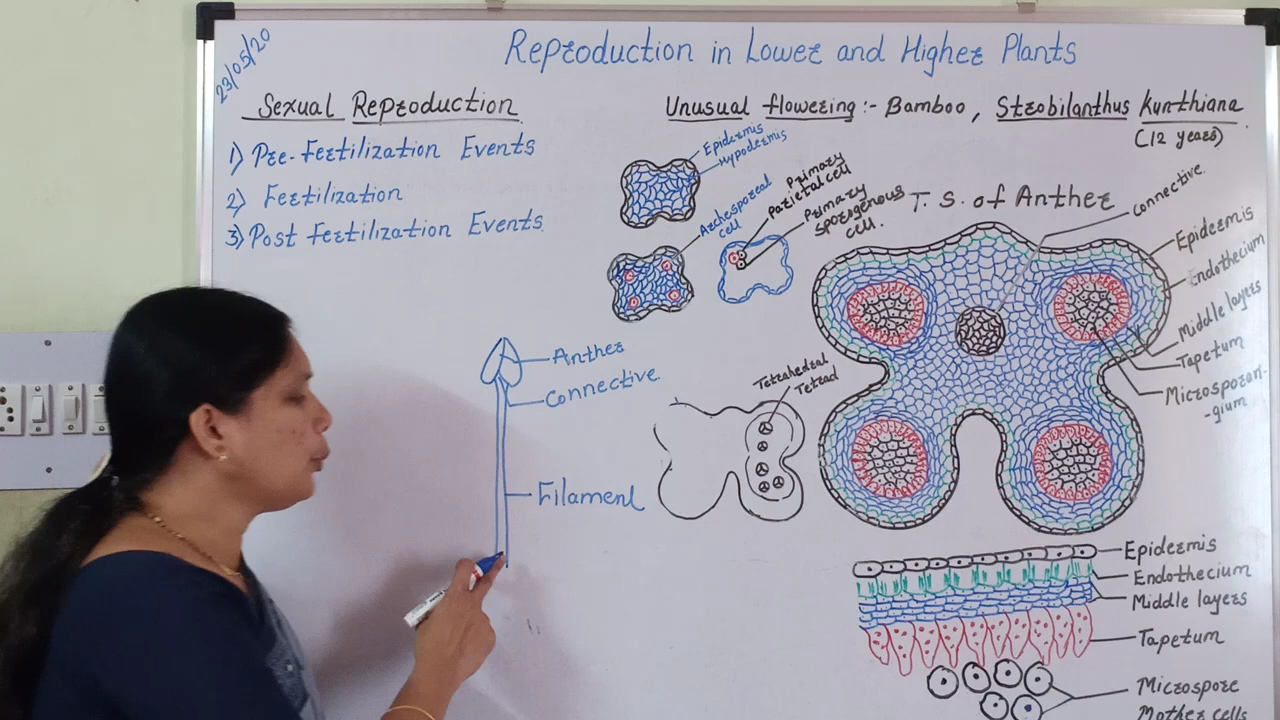 23/05/20
Reproduction in Lower and Higher Plants
Sexual Reproduction
1) Pre-Fertilization Events
2) Fertilization
3) Post Fertilization Events
Unusual flowering :- Bamboo, Strobilanthus kunthiana
(12 years)
Epidermis
Hypodermis
Archesporeal
cell
Primary
Parietal cell
Primary
Sporogenous
cell.
T. S. of Anther
connective.
Epidermis
Endothecium
Middle layers
Tapetum
Microsporan-
-gium
Anther
Connective.
Filament
Tetrahedral
Tetrad
Epidermis
Endothecium
Middle layers
Tapetum
Microspore
Mother cells